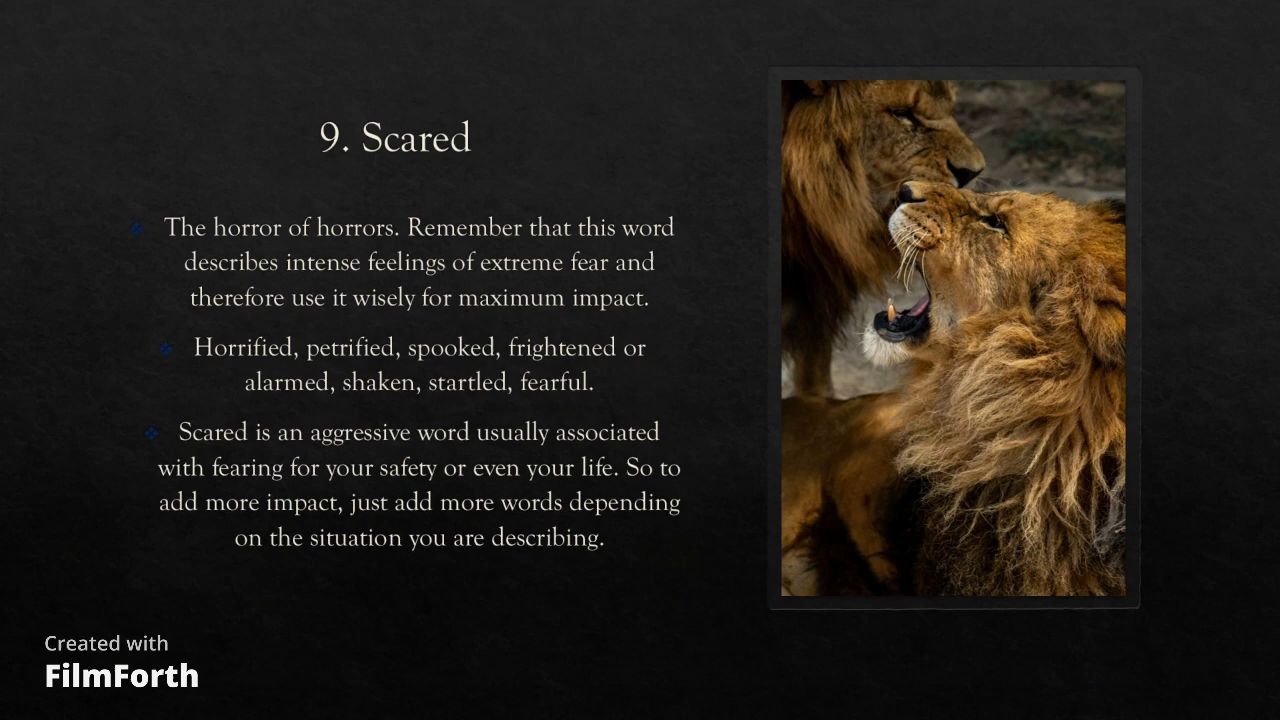 9. Scared
The horror of horrors. Remember that this word
describes intense feelings of extreme fear and
therefore use it wisely for maximum impact.
Horrified, petrified, spooked, frightened or
alarmed, shaken, startled, fearful.
Scared is an aggressive word usually associated
with fearing for your safety or even your life. So to
add more impact, just add more words depending
on the situation you are describing.
Created with
FilmForth